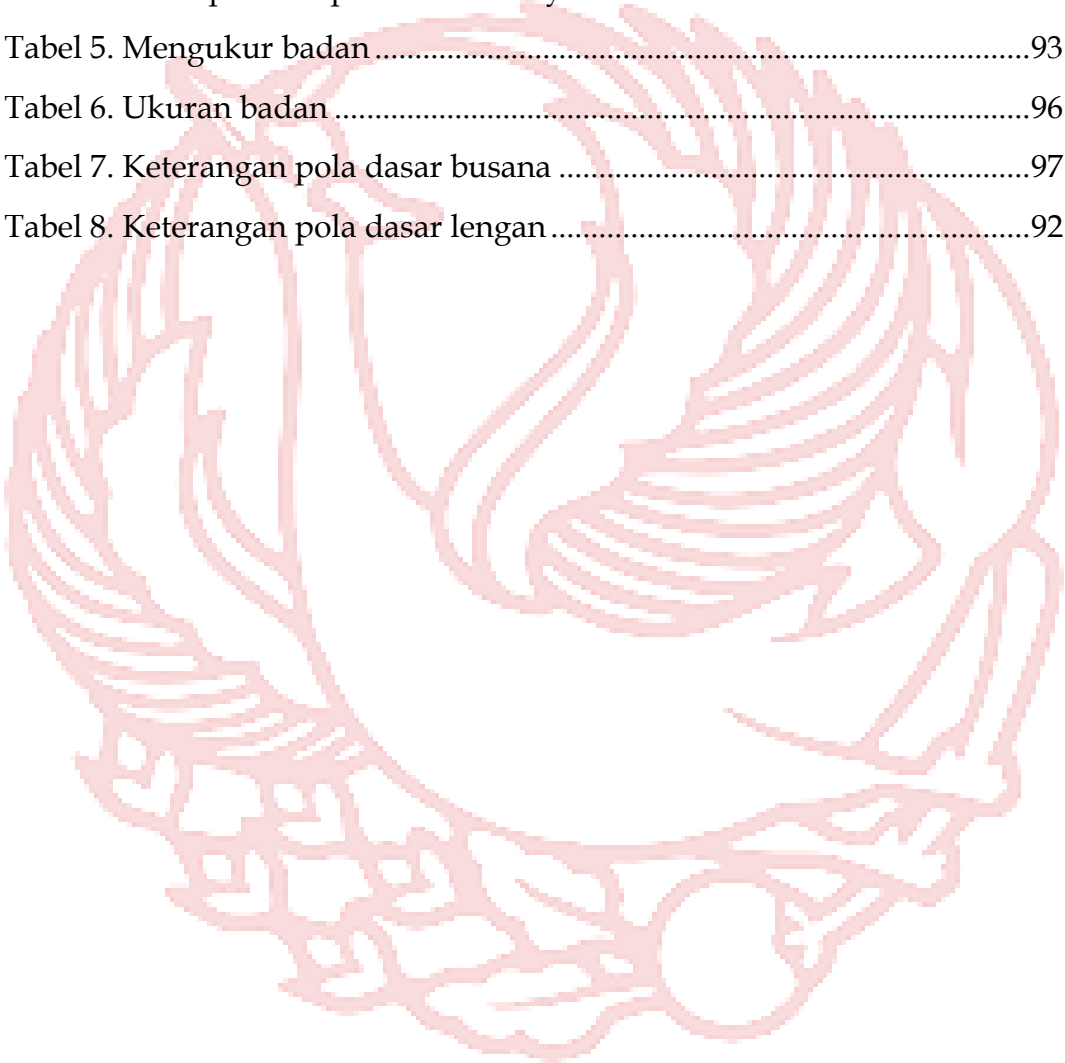 Tabel 5. Mengukur badan....................................................................................93
Tabel 6. Ukuran badan.........................................................................................96
Tabel 7. Keterangan pola dasar busana ............................................................97
Tabel 8. Keterangan pola dasar lengan.............................................................92